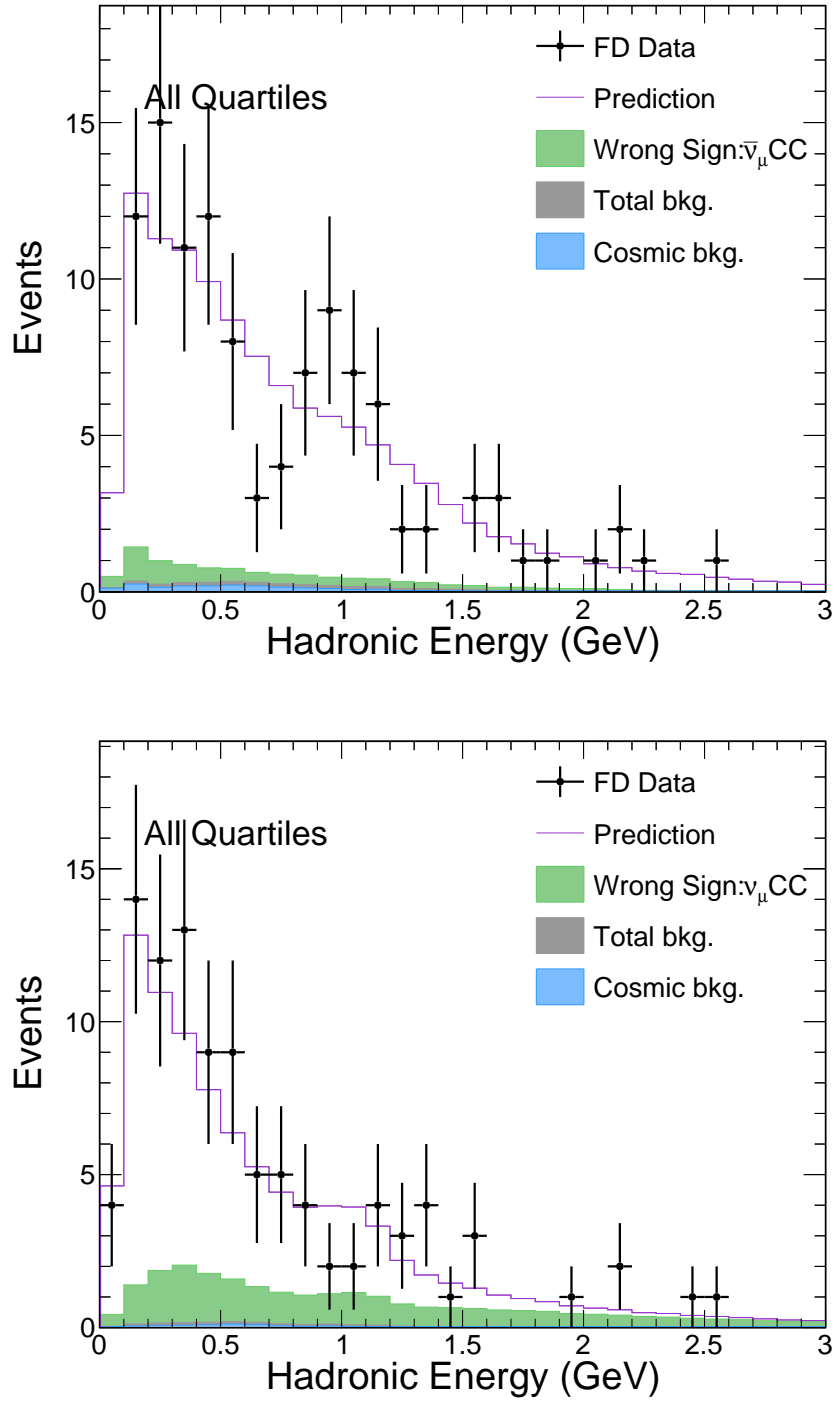 FD Data
All Quartiles
Prediction
Wrong Sign:ν̅μCC
Total bkg.
Cosmic bkg.
Events
15
10
5
0
0 0.5 1 1.5 2 2.5 3
Hadronic Energy (GeV)
FD Data
All Quartiles
Prediction
Wrong Sign:νμCC
Total bkg.
Cosmic bkg.
Events
15
10
5
0
0 0.5 1 1.5 2 2.5 3
Hadronic Energy (GeV)